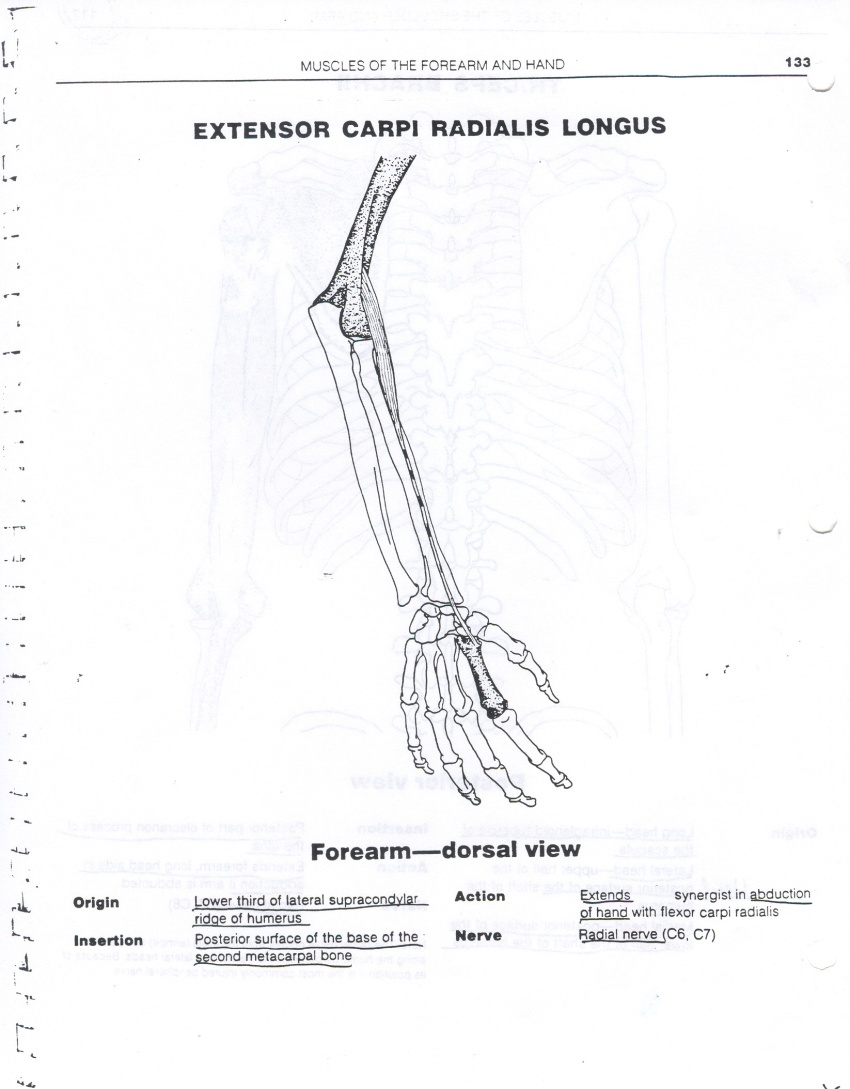 MUSCLES OF THE FOREARM AND HAND 133
EXTENSOR CARPI RADIALIS LONGUS
Forearm—dorsal view
Origin Lower third of lateral supracondylar
ridge of humerus
Insertion Posterior surface of the base of the
second metacarpal bone
Action Extends synergist in abduction
of hand with flexor carpi radialis
Nerve Radial nerve (C6, C7)